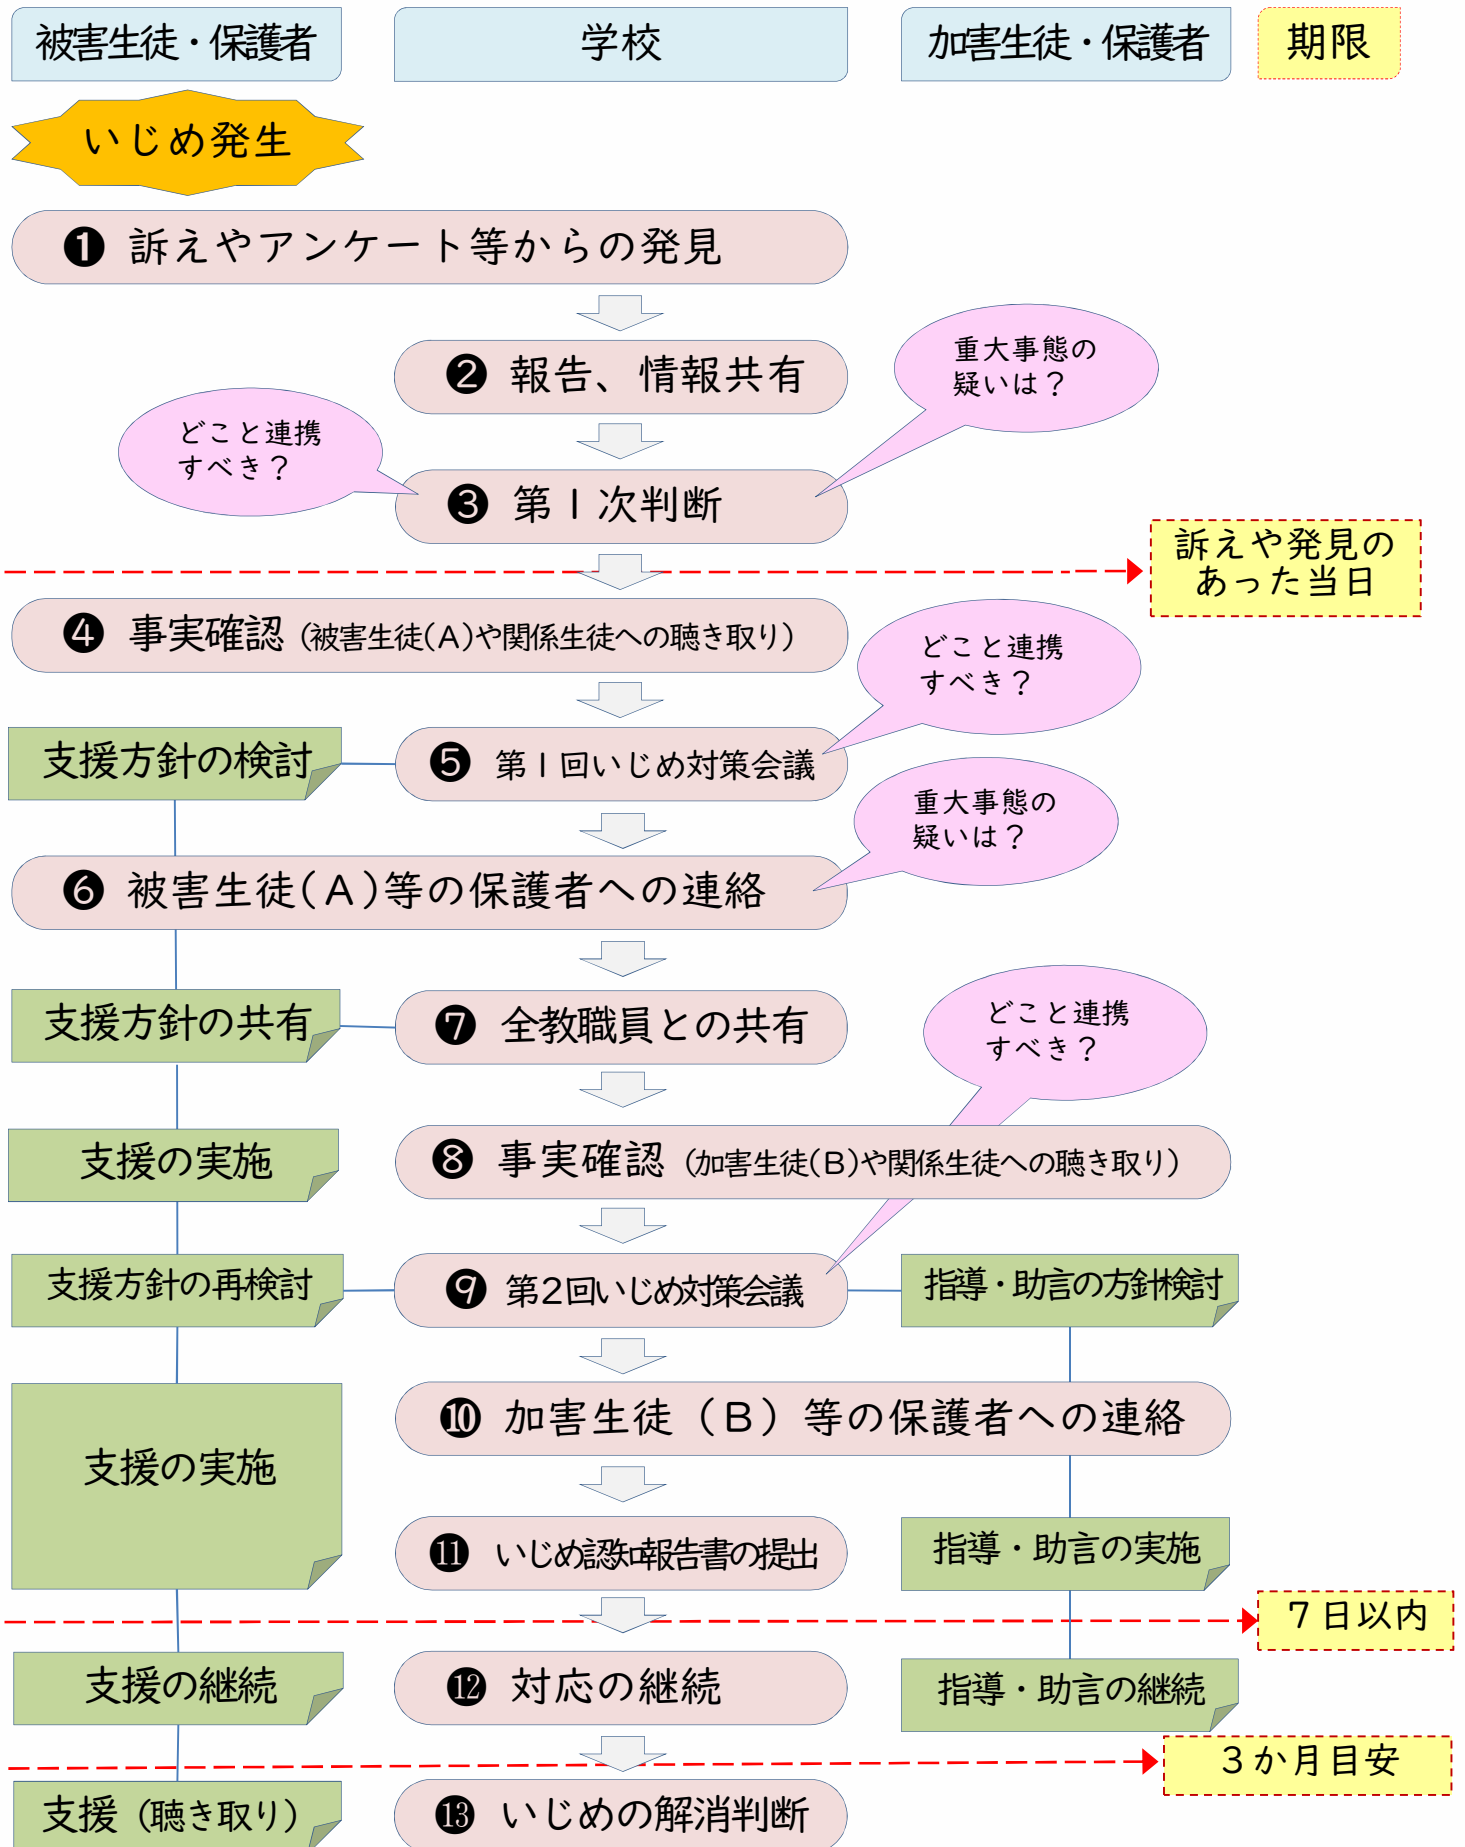 被害生徒・保護者
学校
加害生徒・保護者
期限
いじめ発生
❶ 訴えやアンケート等からの発見
❷ 報告、情報共有
重大事態の
疑いは？
どこと連携
すべき？
❸ 第１次判断
訴えや発見の
あった当日
❹ 事実確認（被害生徒(Ａ)や関係生徒への聴き取り）
どこと連携
すべき？
支援方針の検討
❺ 第１回いじめ対策会議
重大事態の
疑いは？
❻ 被害生徒(Ａ)等の保護者への連絡
支援方針の共有
❼ 全教職員との共有
どこと連携
すべき？
支援の実施
❽ 事実確認（加害生徒(Ｂ)や関係生徒への聴き取り）
支援方針の再検討
❾ 第２回いじめ対策会議
指導・助言の方針検討
❿ 加害生徒（Ｂ）等の保護者への連絡
支援の実施
⓫ いじめ認知報告書の提出
指導・助言の実施
７日以内
支援の継続
⓬ 対応の継続
指導・助言の継続
３か月目安
支援（聴き取り）
⓭ いじめの解消判断